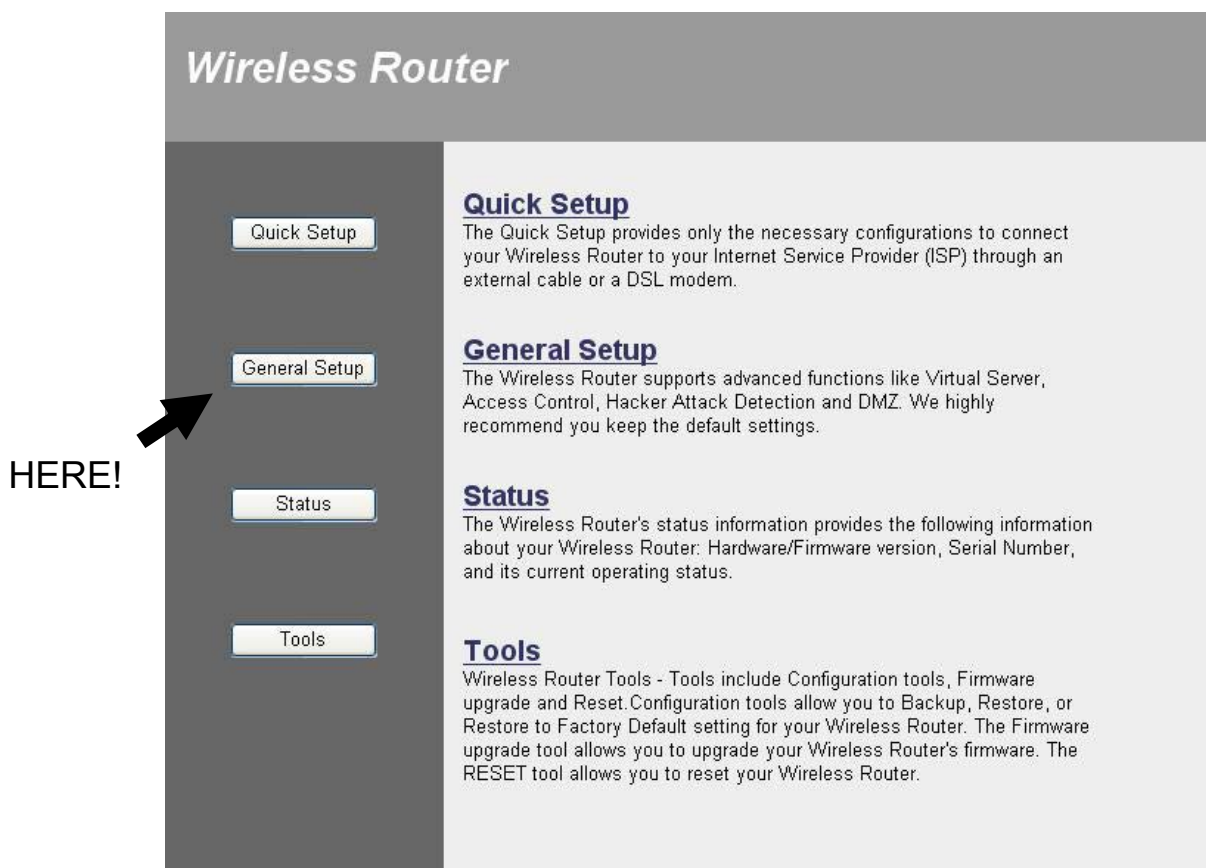 Wireless Router
Quick Setup
Quick Setup
The Quick Setup provides only the necessary configurations to connect
your Wireless Router to your Internet Service Provider (ISP) through an
external cable or a DSL modem.
General Setup
General Setup
The Wireless Router supports advanced functions like Virtual Server,
Access Control, Hacker Attack Detection and DMZ. We highly
recommend you keep the default settings.
HERE!
Status
Status
The Wireless Router's status information provides the following information
about your Wireless Router: Hardware/Firmware version, Serial Number,
and its current operating status.
Tools
Tools
Wireless Router Tools - Tools include Configuration tools, Firmware
upgrade and Reset.Configuration tools allow you to Backup, Restore, or
Restore to Factory Default setting for your Wireless Router. The Firmware
upgrade tool allows you to upgrade your Wireless Router's firmware. The
RESET tool allows you to reset your Wireless Router.